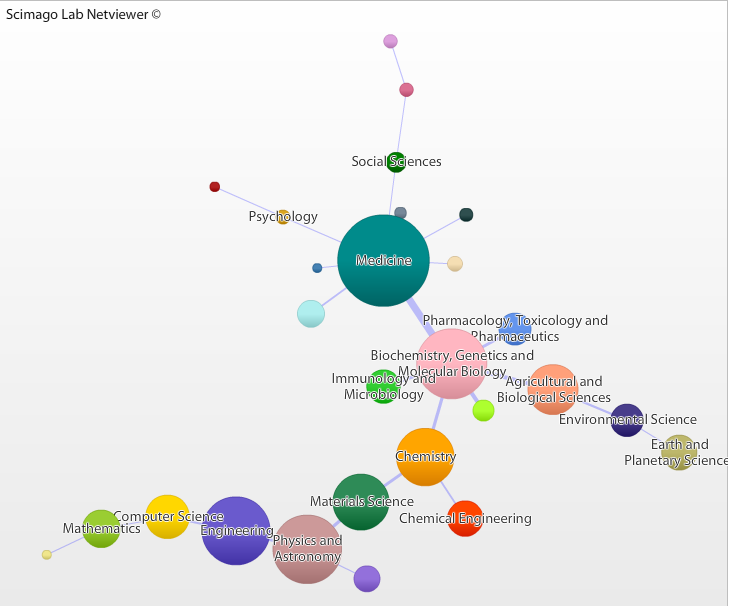 Scimago Lab Netviewer ©
Social Sciences
Psychology
Medicine
Pharmacology, Toxicology and
Pharmaceutics
Biochemistry, Genetics and
Molecular Biology
Immunology and
Microbiology
Agricultural and
Biological Sciences
Environmental Science
Earth and
Planetary Science
Chemistry
Materials Science
Chemical Engineering
Computer Science
Mathematics
Engineering
Physics and
Astronomy